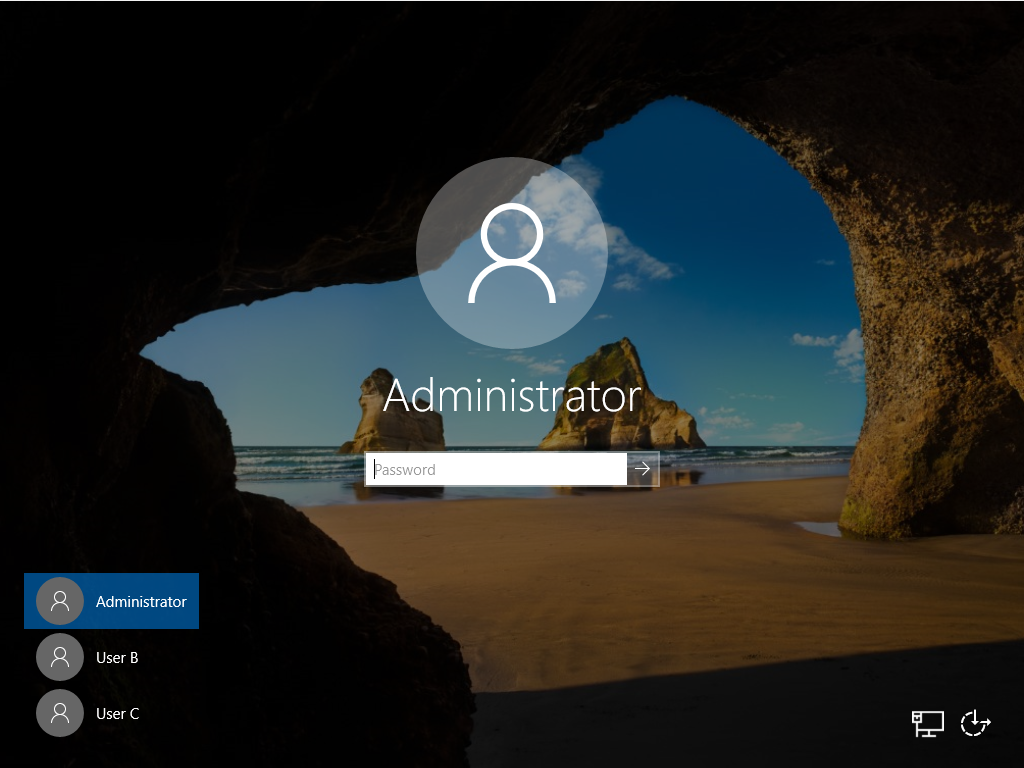 Administrator
Password
Administrator
User B
User C